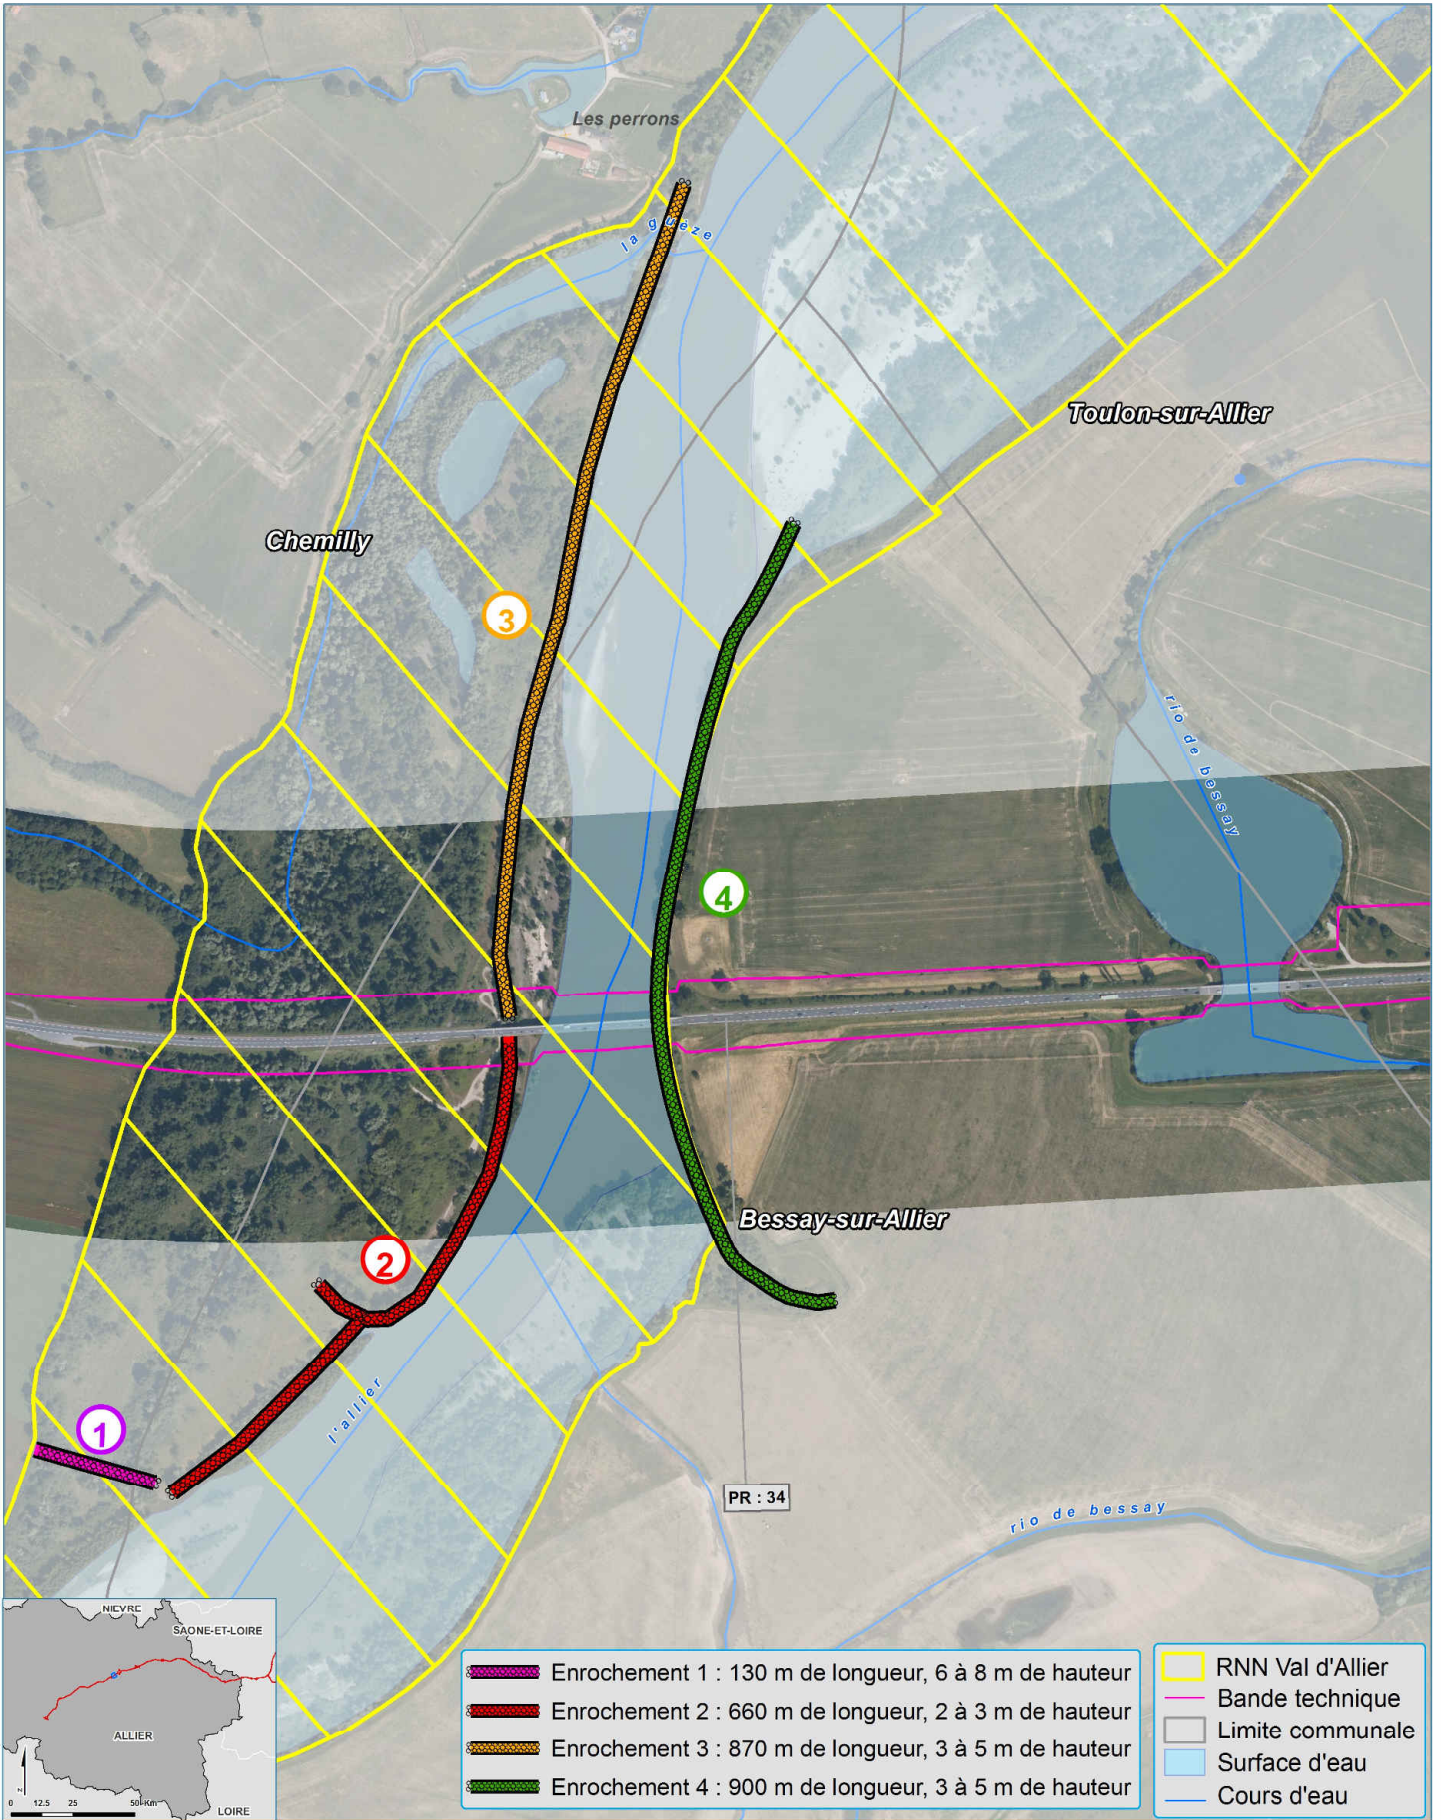 Les perrons
la guèze
Toulon-sur-Allier
Chemilly
3
rio de bessay
4
Bessay-sur-Allier
2
l'allier
1
PR : 34
rio de bessay
NIEVRE
SAONE-ET-LOIRE
ALLIER
LOIRE
N
0 12.5 25 50 Km
Enrochement 1 : 130 m de longueur, 6 à 8 m de hauteur
Enrochement 2 : 660 m de longueur, 2 à 3 m de hauteur
Enrochement 3 : 870 m de longueur, 3 à 5 m de hauteur
Enrochement 4 : 900 m de longueur, 3 à 5 m de hauteur
RNN Val d'Allier
Bande technique
Limite communale
Surface d'eau
Cours d'eau